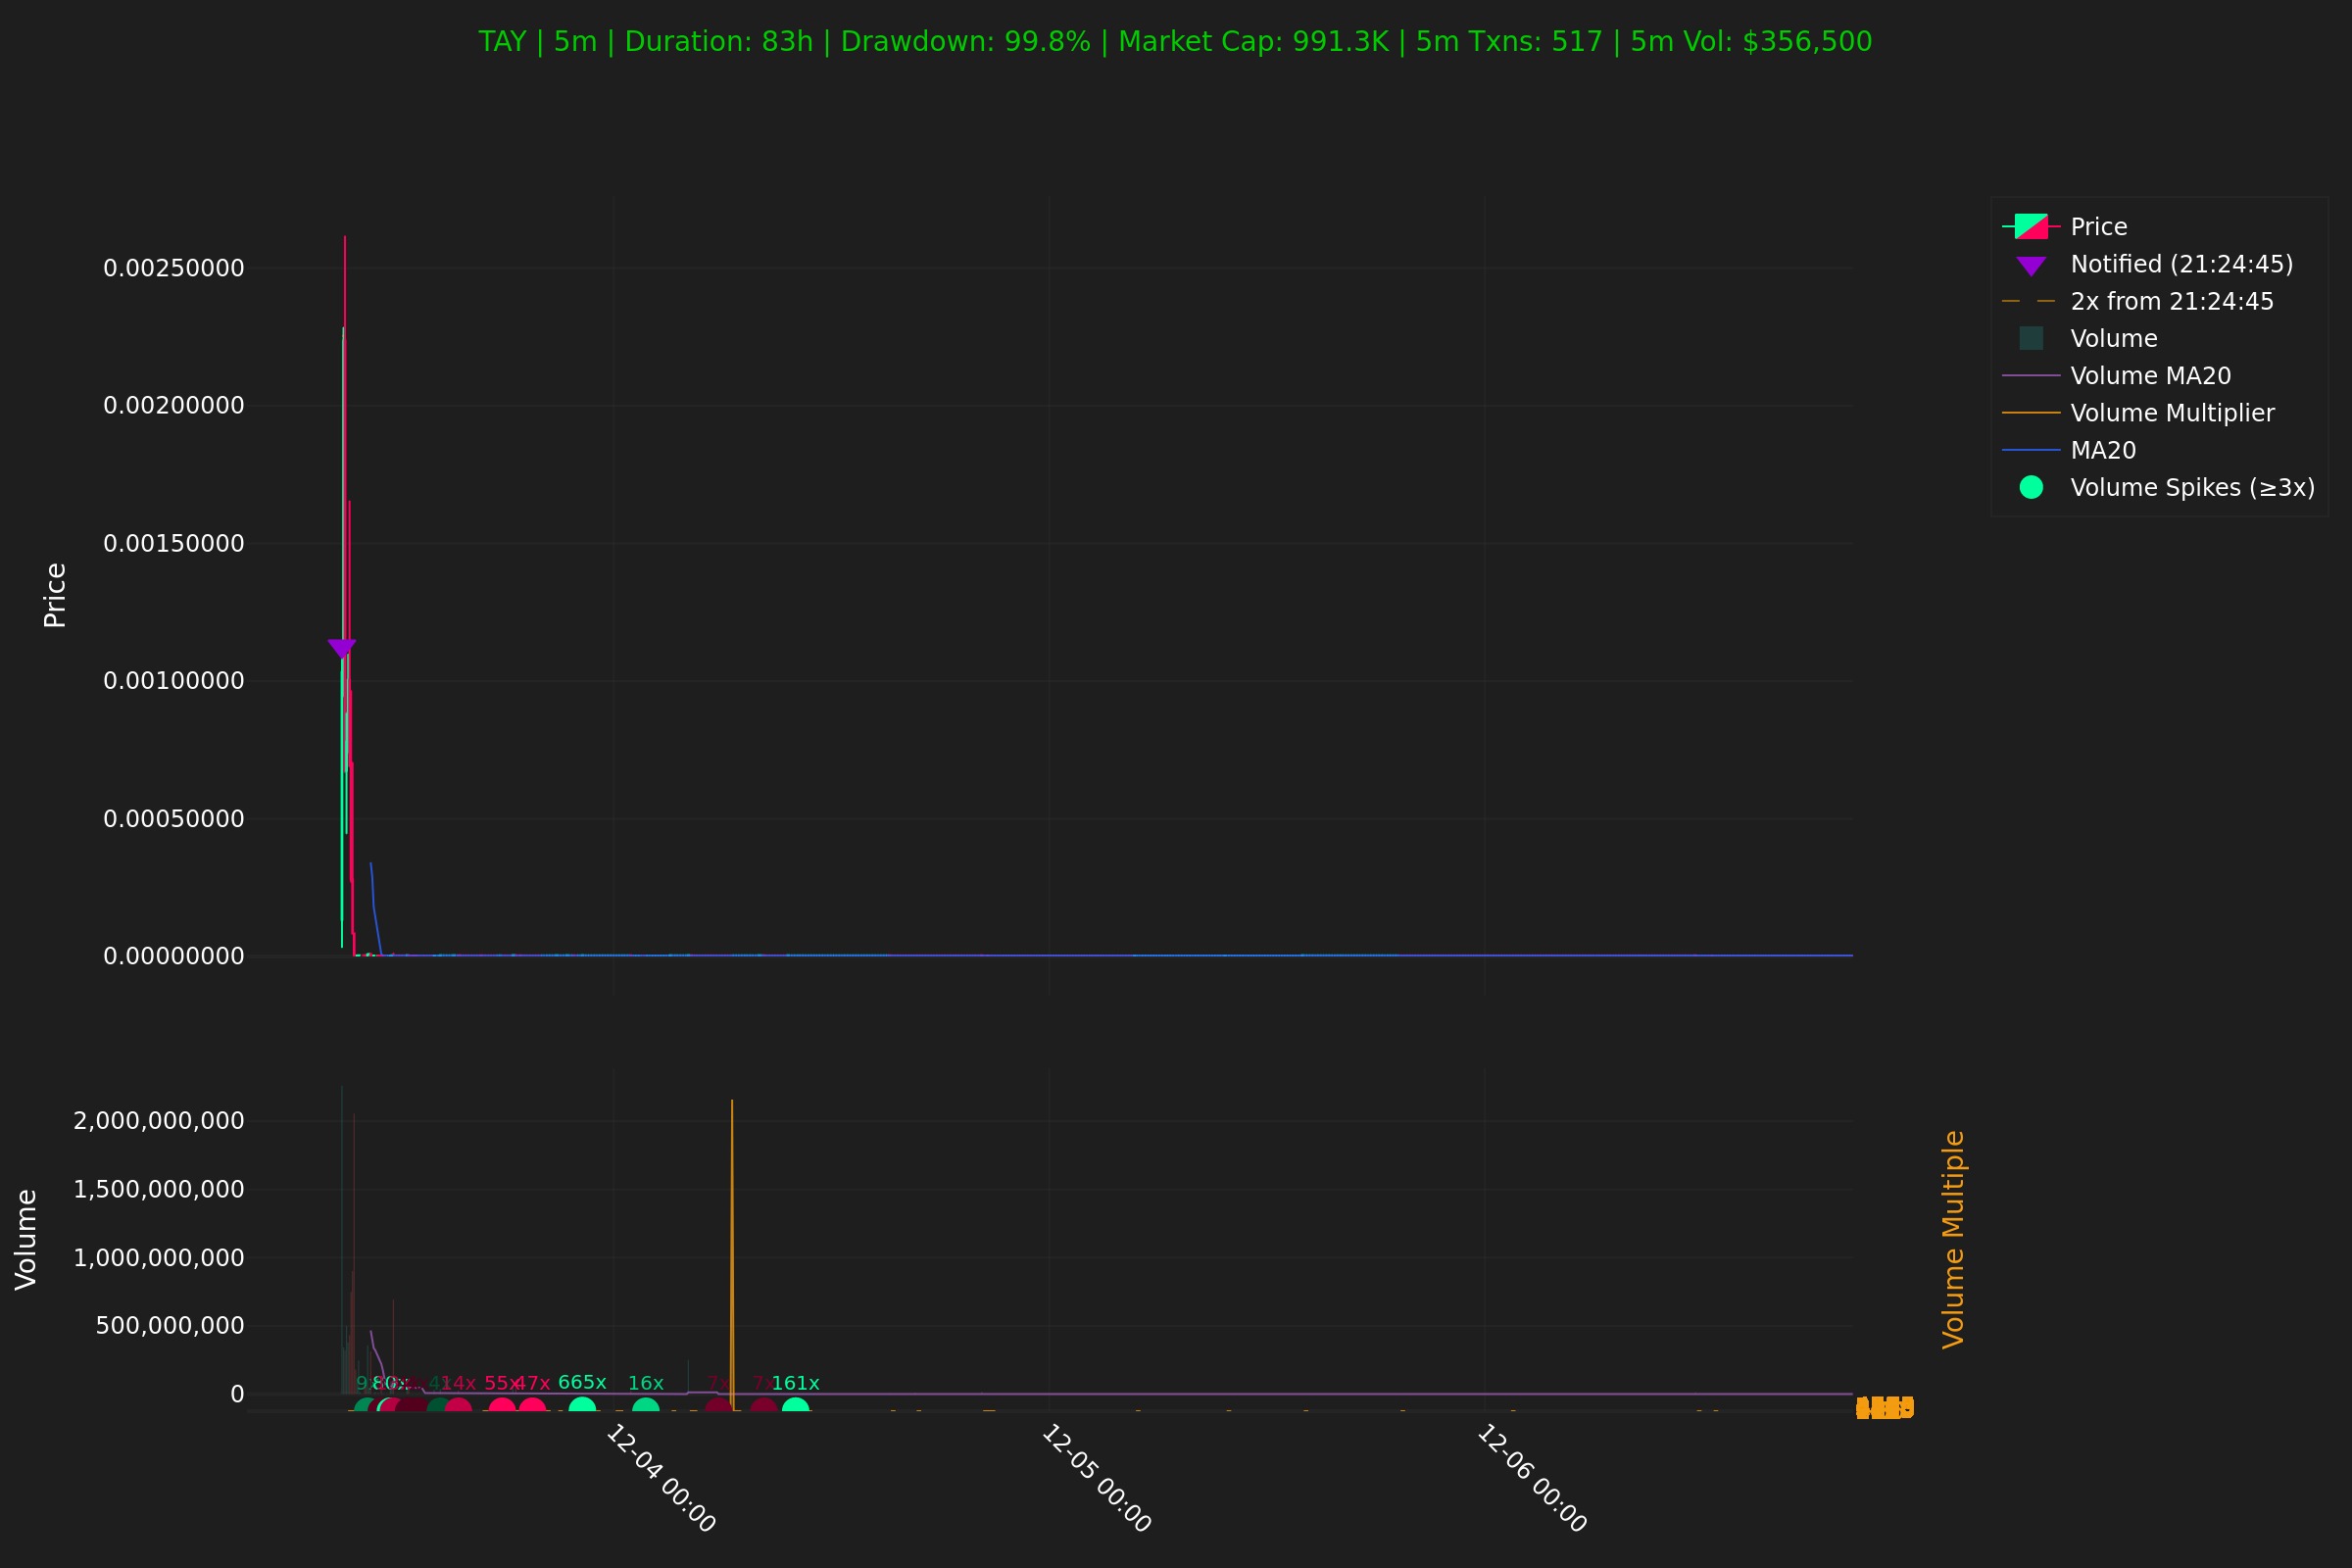 TAY | 5m | Duration: 83h | Drawdown: 99.8% | Market Cap: 991.3K | 5m Txns: 517 | 5m Vol: $356,500
Price
0.00250000
0.00200000
0.00150000
0.00100000
0.00050000
0.00000000
Price
Notified (21:24:45)
2x from 21:24:45
Volume
Volume MA20
Volume Multiplier
MA20
Volume Spikes (≥3x)
Volume
2,000,000,000
1,500,000,000
1,000,000,000
500,000,000
0
80x 14x 55x 47x 665x 16x 7x 161x
Volume Multiple
12-04 00:00
12-05 00:00
12-06 00:00